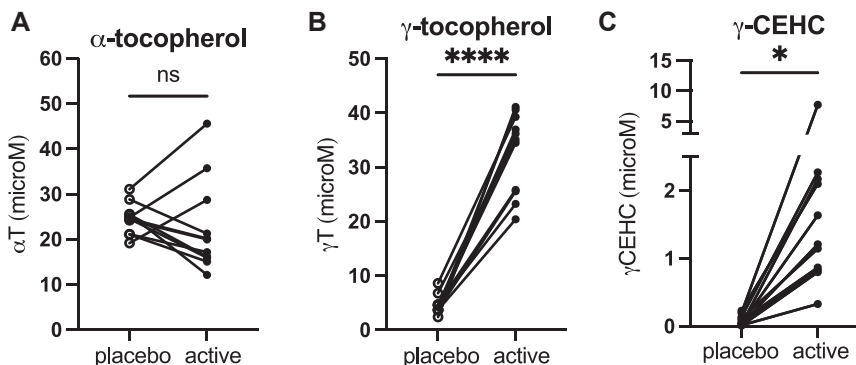 A
α-tocopherol
ns
αT (microM)
60
50
40
30
20
10
0
placebo active
B
γ-tocopherol
****
γT (microM)
50
40
30
20
10
0
placebo active
C
γ-CEHC
*
γCEHC (microM)
15
10
5
2
1
0
placebo active